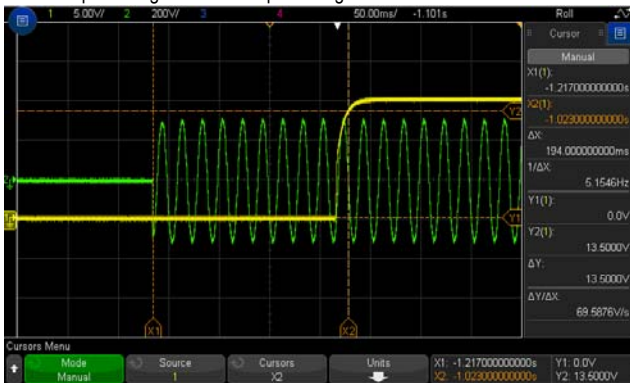 1 5.00V/ 2 200V/ 3 4 50.00ms/ -1.101s Roll
Cursor
Manual
X1(1):
-1.217000000000s
X2(1):
-1.023000000000s
ΔX:
194.000000000ms
1/ΔX:
5.1546Hz
Y1(1):
0.0V
Y2(1):
13.5000V
ΔY:
13.5000V
ΔY/ΔX:
69.5876V/s
Y2
Y1
X1
X2
Cursors Menu
Mode Source Cursors Units X1: -1.217000000000s Y1: 0.0V
Manual 1 X2 X2: -1.023000000000s Y2: 13.5000V